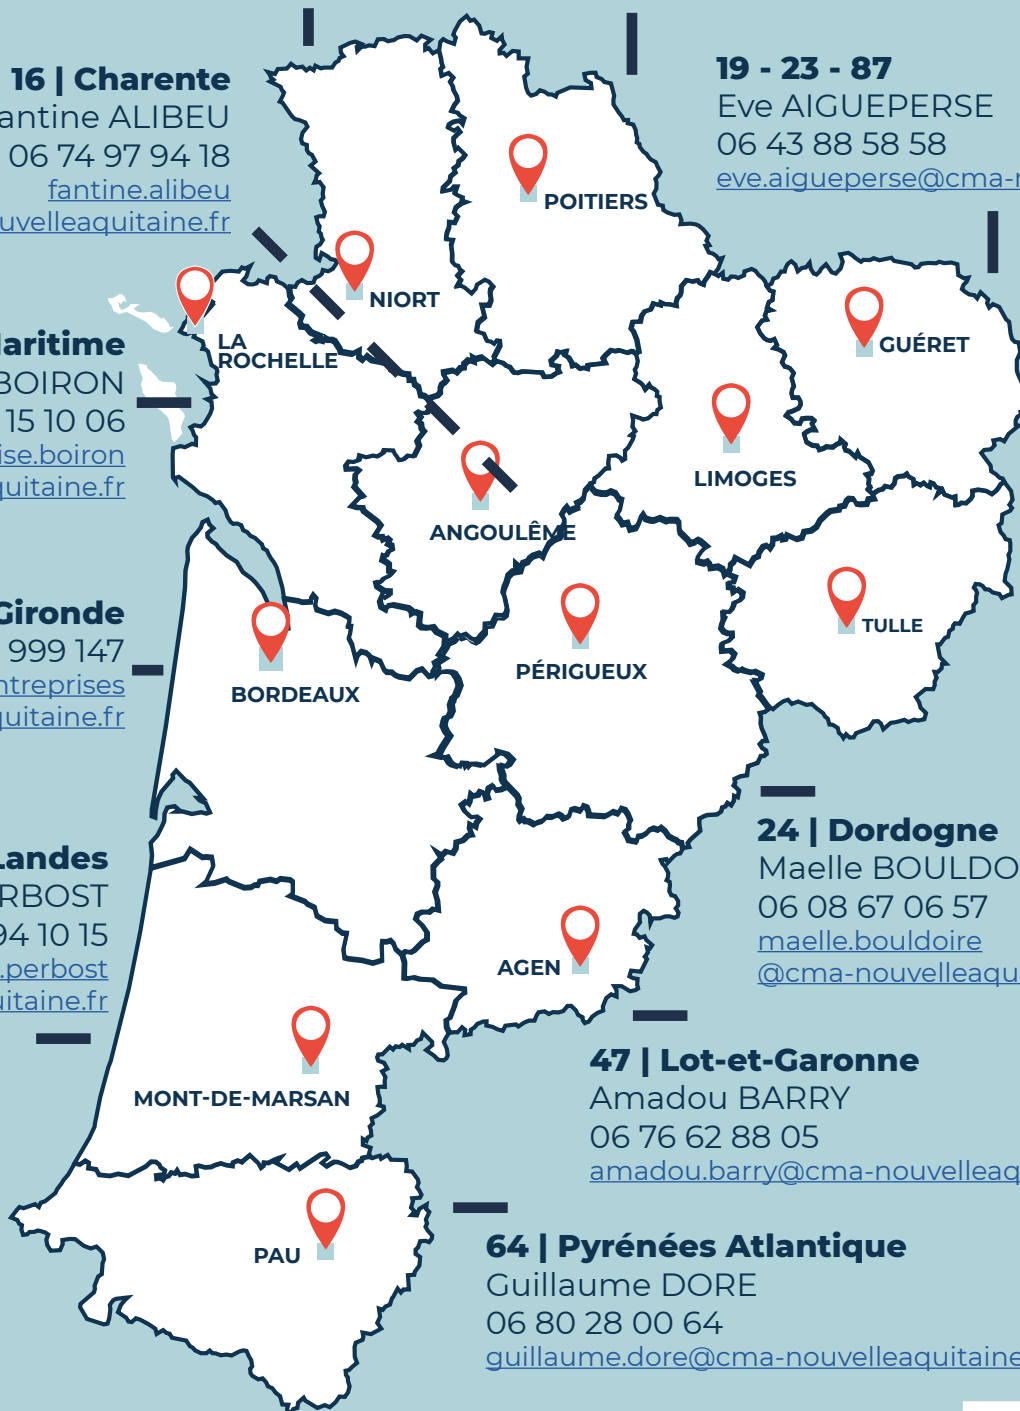 16 | Charente
antine ALIBEU
06 74 97 94 18
fantine.alibeu
uvelleaquitaine.fr
19 - 23 - 87
Eve AIGUEPERSE
06 43 88 58 58
eve.aigueperse@cma-
POITIERS
NIORT
LA
ROCHELLE
GUÉRET
aritime
BOIRON
15 10 06
ise.boiron
quitaine.fr
LIMOGES
ANGOULÊME
Gironde
999 147
ntreprises
quitaine.fr
TULLE
PÉRIGUEUX
BORDEAUX
Landes
RBOST
94 10 15
.perbost
uitaine.fr
24 | Dordogne
Maelle BOULDO
06 08 67 06 57
maelle.bouldoire
@cma-nouvelleaqu
AGEN
MONT-DE-MARSAN
47 | Lot-et-Garonne
Amadou BARRY
06 76 62 88 05
amadou.barry@cma-nouvelleaq
PAU
64 | Pyrénées Atlantique
Guillaume DORE
06 80 28 00 64
guillaume.dore@cma-nouvelleaquitaine